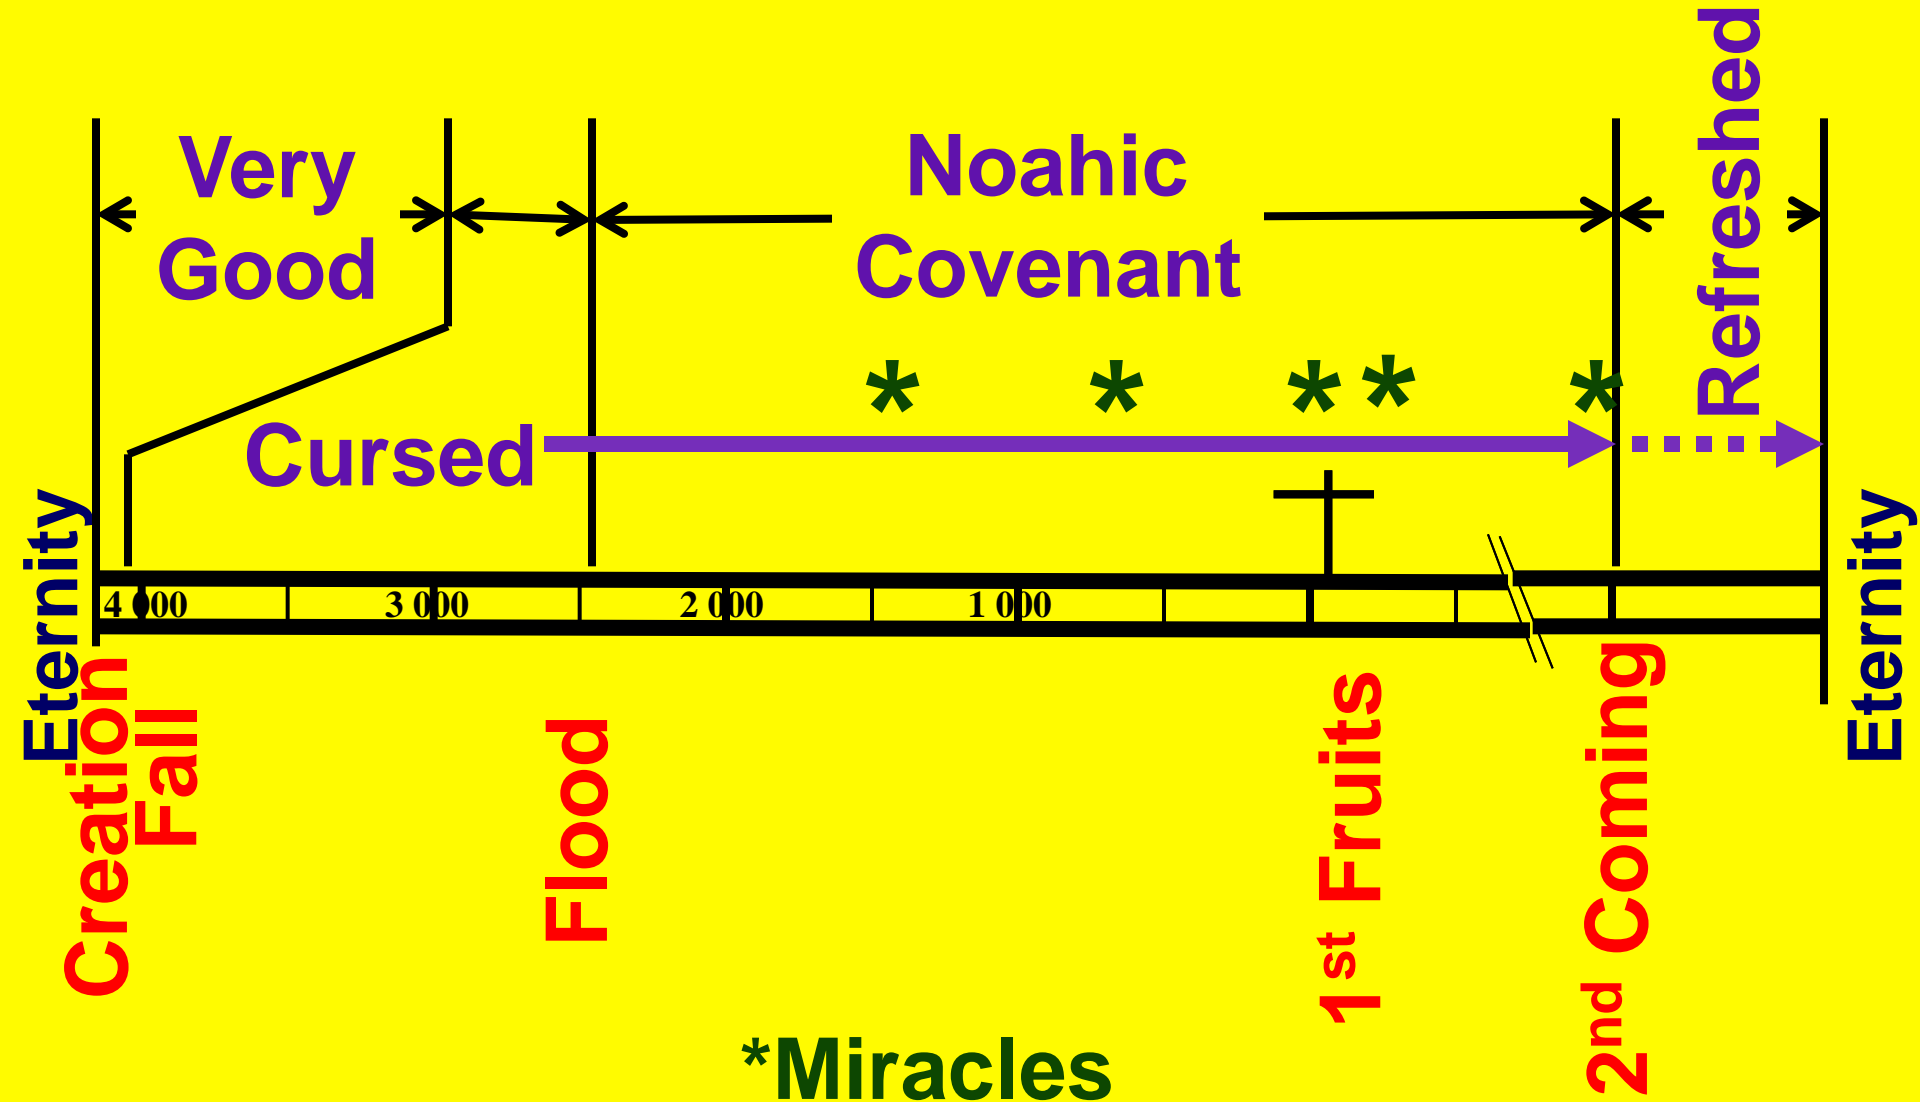 Very
Good
Noahic
Covenant
Refreshed
* * * * *
Cursed
Eternity
Eternity
4 000
3 000
2 000
1 000
Creation
Fall
Flood
1st Fruits
2nd Coming
*Miracles